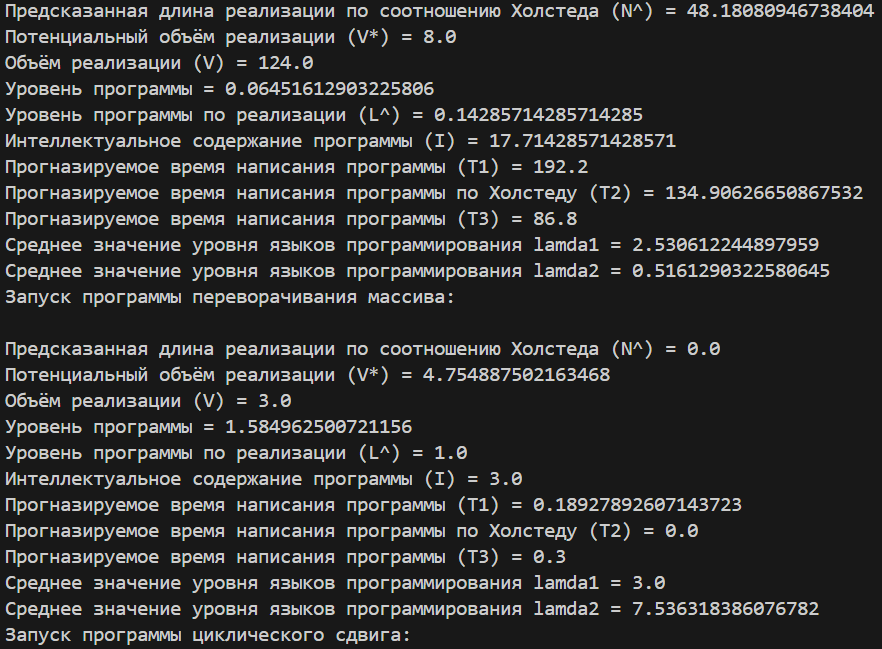 Предсказанная длина реализации по соотношению Холстеда (N^) = 48.18080946738404
Потенциальный объём реализации (V*) = 8.0
Объём реализации (V) = 124.0
Уровень программы = 0.06451612903225806
Уровень программы по реализации (L^) = 0.14285714285714285
Интеллектуальное содержание программы (I) = 17.71428571428571
Прогназируемое время написания программы (T1) = 192.2
Прогназируемое время написания программы по Холстеду (T2) = 134.90626650867532
Прогназируемое время написания программы (T3) = 86.8
Среднее значение уровня языков программирования lamda1 = 2.530612244897959
Среднее значение уровня языков программирования lamda2 = 0.5161290322580645
Запуск программы переворачивания массива:
Предсказанная длина реализации по соотношению Холстеда (N^) = 0.0
Потенциальный объём реализации (V*) = 4.754887502163468
Объём реализации (V) = 3.0
Уровень программы = 1.584962500721156
Уровень программы по реализации (L^) = 1.0
Интеллектуальное содержание программы (I) = 3.0
Прогназируемое время написания программы (T1) = 0.18927892607143723
Прогназируемое время написания программы по Холстеду (T2) = 0.0
Прогназируемое время написания программы (T3) = 0.3
Среднее значение уровня языков программирования lamda1 = 3.0
Среднее значение уровня языков программирования lamda2 = 7.536318386076782
Запуск программы циклического сдвига: